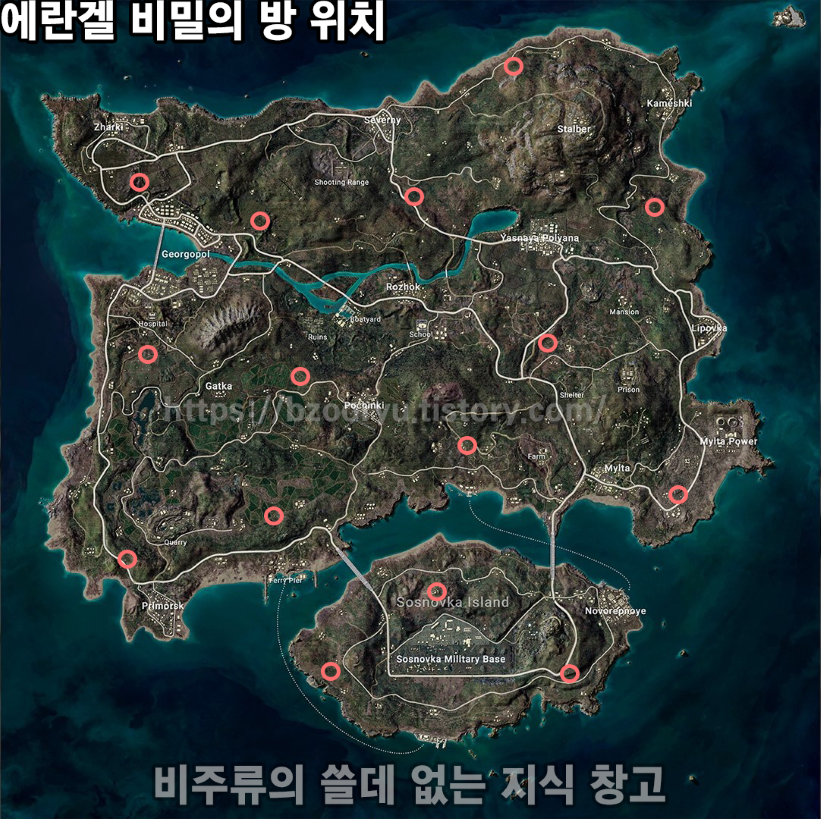 에란겔 비밀의 방 위치
Kameshki
Zharki
Severny
Stalber
Shooting Range
Georgopol
Yasnaya Polyana
Rozhok
Hospital
Ruins
Boatyard
School
Mansion
Lipovka
Gatka
Pochinki
Shelter
Prison
https://bzoolyu.tistory.com/
Mylta Power
Farm
Mylta
Quarry
Ferry Pier
Primorsk
Sosnovka Island
Novorepnoye
Sosnovka Military Base
비주류의 쓸데 없는 지식 창고